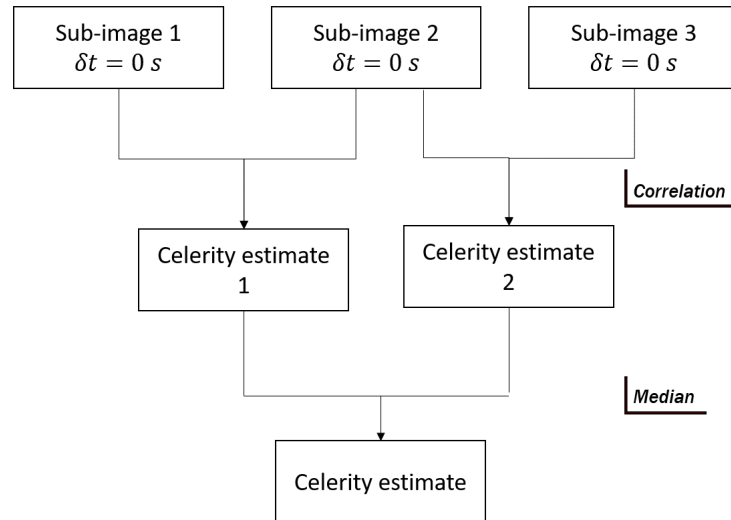 Sub-image 1
δt = 0 s
Sub-image 2
δt = 0 s
Sub-image 3
δt = 0 s
Correlation
Celerity estimate
1
Celerity estimate
2
Median
Celerity estimate